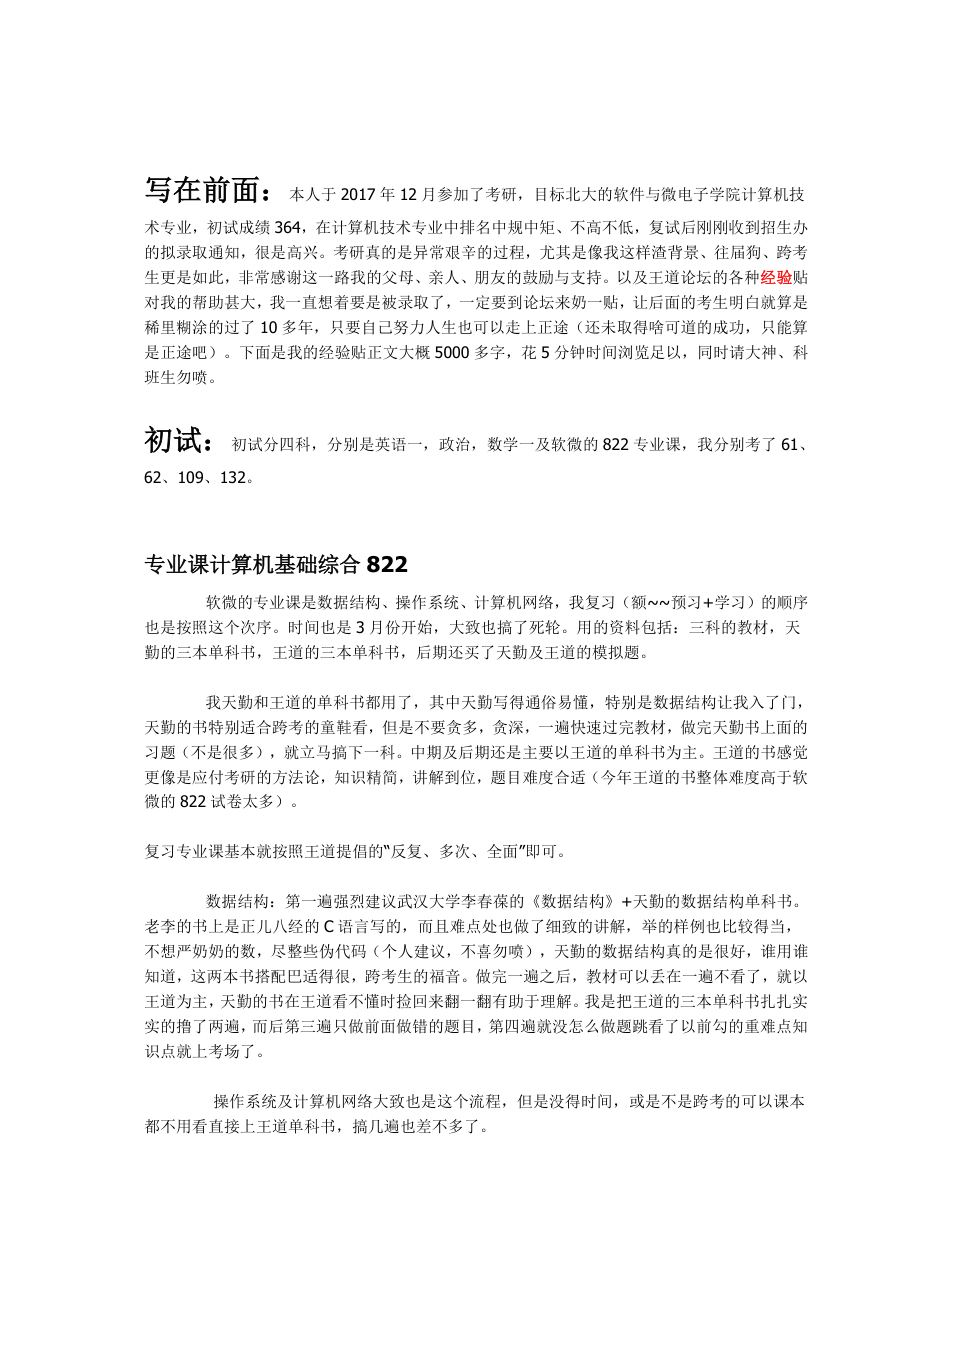 写在前面：本人于 2017 年 12 月参加了考研，目标北大的软件与微电子学院计算机技
术专业，初试成绩 364，在计算机技术专业中排名中规中矩、不高不低，复试后刚刚收到招生办
的拟录取通知，很是高兴。考研真的是异常艰辛的过程，尤其是像我这样渣背景、往届狗、跨考
生更是如此，非常感谢这一路我的父母、亲人、朋友的鼓励与支持。以及王道论坛的各种经验贴
对我的帮助甚大，我一直想着要是被录取了，一定要到论坛来奶一贴，让后面的考生明白就算是
稀里糊涂的过了 10 多年，只要自己努力人生也可以走上正途（还未取得啥可道的成功，只能算
是正途吧）。下面是我的经验贴正文大概 5000 多字，花 5 分钟时间浏览足以，同时请大神、科
班生勿喷。
初试：初试分四科，分别是英语一，政治，数学一及软微的 822 专业课，我分别考了 61、
62、109、132。
专业课计算机基础综合 822
软微的专业课是数据结构、操作系统、计算机网络，我复习（额~~预习+学习）的顺序
也是按照这个次序。时间也是 3 月份开始，大致也搞了死轮。用的资料包括：三科的教材，天
勤的三本单科书，王道的三本单科书，后期还买了天勤及王道的模拟题。
我天勤和王道的单科书都用了，其中天勤写得通俗易懂，特别是数据结构让我入了门，
天勤的书特别适合跨考的童鞋看，但是不要贪多，贪深，一遍快速过完教材，做完天勤书上面的
习题（不是很多），就立马搞下一科。中期及后期还是主要以王道的单科书为主。王道的书感觉
更像是应付考研的方法论，知识精简，讲解到位，题目难度合适（今年王道的书整体难度高于软
微的 822 试卷太多）。
复习专业课基本就按照王道提倡的“反复、多次、全面”即可。
数据结构：第一遍强烈建议武汉大学李春葆的《数据结构》+天勤的数据结构单科书。
老李的书上是正儿八经的 C 语言写的，而且难点处也做了细致的讲解，举的样例也比较得当，
不想严奶奶的数，尽整些伪代码（个人建议，不喜勿喷），天勤的数据结构真的是很好，谁用谁
知道，这两本书搭配巴适得很，跨考生的福音。做完一遍之后，教材可以丢在一遍不看了，就以
王道为主，天勤的书在王道看不懂时捡回来翻一翻有助于理解。我是把王道的三本单科书扎扎实
实的撸了两遍，而后第三遍只做前面做错的题目，第四遍就没怎么做题跳看了以前勾的重难点知
识点就上考场了。
操作系统及计算机网络大致也是这个流程，但是没得时间，或是不是跨考的可以课本
都不用看直接上王道单科书，搞几遍也差不多了。